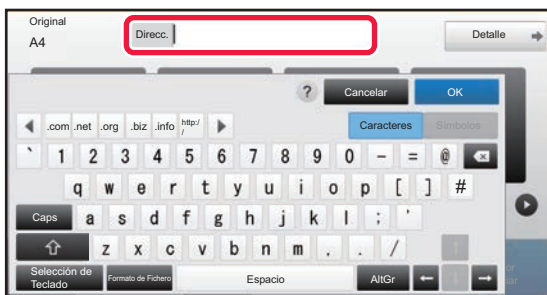 Original
A4
Direcc.
Detalle
?
Cancelar
OK
.com .net .org .biz .info http:/
/
Caracteres
Símbolos
` 1 2 3 4 5 6 7 8 9 0 - = @
q w e r t y u i o p [ ] #
Caps a s d f g h j k l ; '
z x c v b n m , . /
Selección de
Teclado
Formato de Fichero
Espacio
AltGr